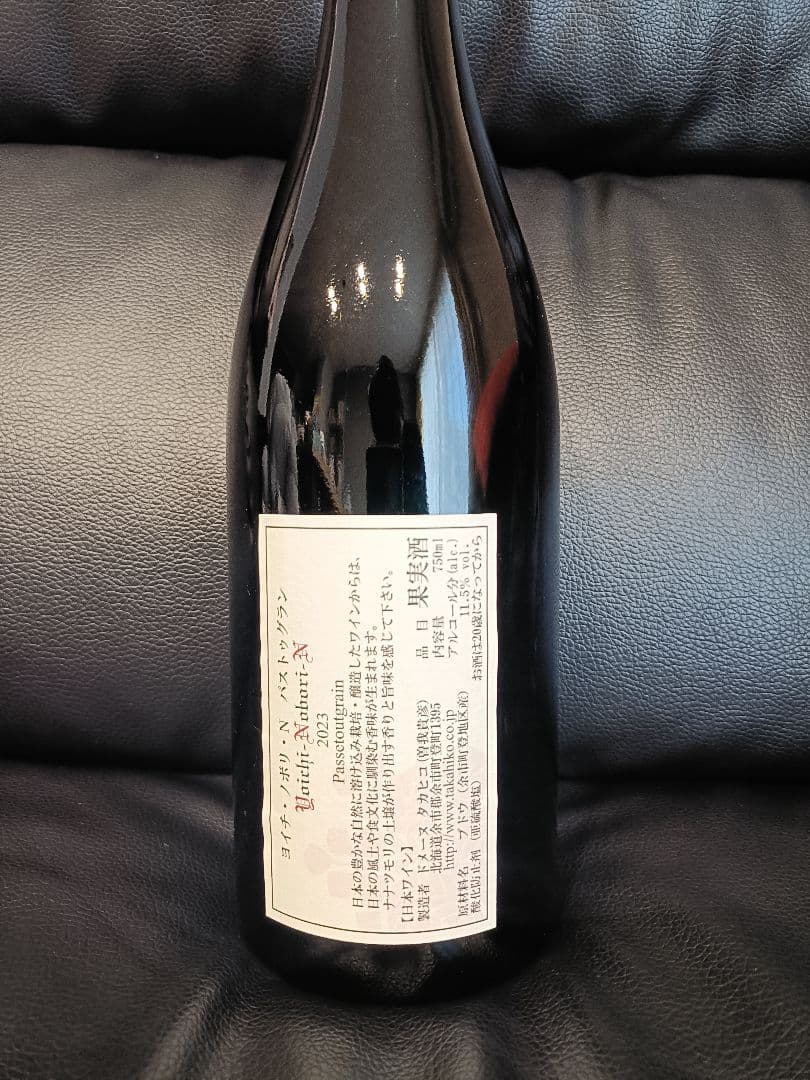 ヨイチ・ノボリ・N パストゥグラン
Yoichi-Nobori-N
2023
Passetoutgrain
日本の豊かな自然に溶け込み栽培・醸造したワインからは、
日本の風土や食文化に馴染む香味が生まれます。
ナナツモリの土壌が作り出す香りと旨味を感じて下さい。
【日本ワイン】
製造者 ドメーヌ タカヒコ (曽我貴彦)
北海道余市郡余市町登町1395
http://www.takahiko.co.jp
原材料名 ブドウ (余市町登地区産)
酸化防止剤 (亜硫酸塩)
品目 果実酒
内容量 750ml
アルコール分(alc.)
11.5% vol.
お酒は20歳になってから